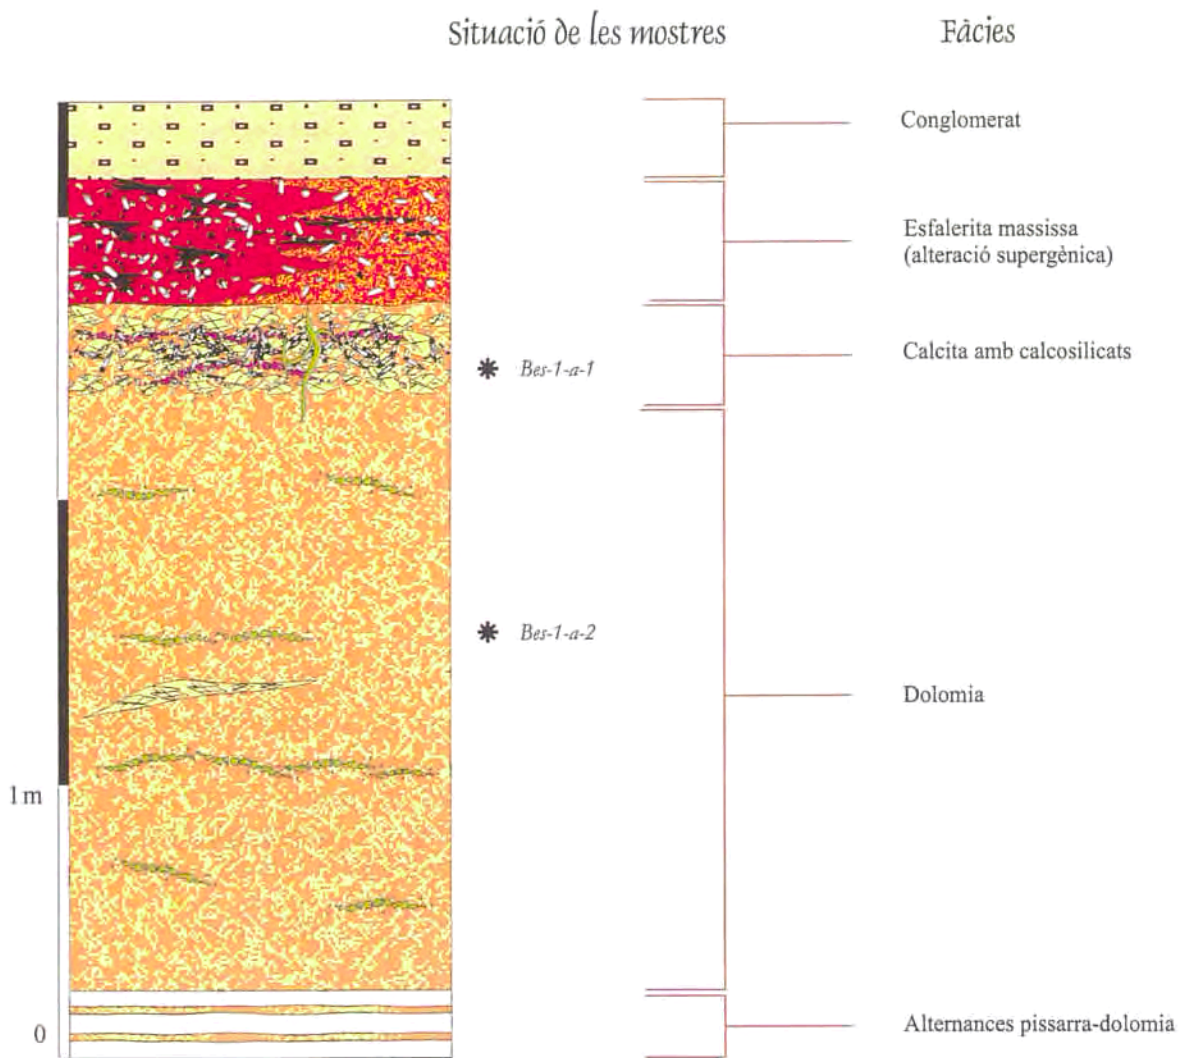 Situació de les mostres
Fàcies
Conglomerat
Esfalerita massissa
(alteració supergènica)
Calcita amb calcosilicats
Bes-1-a-1
Bes-1-a-2
Dolomia
1 m
0
Alternances pissarra-dolomia